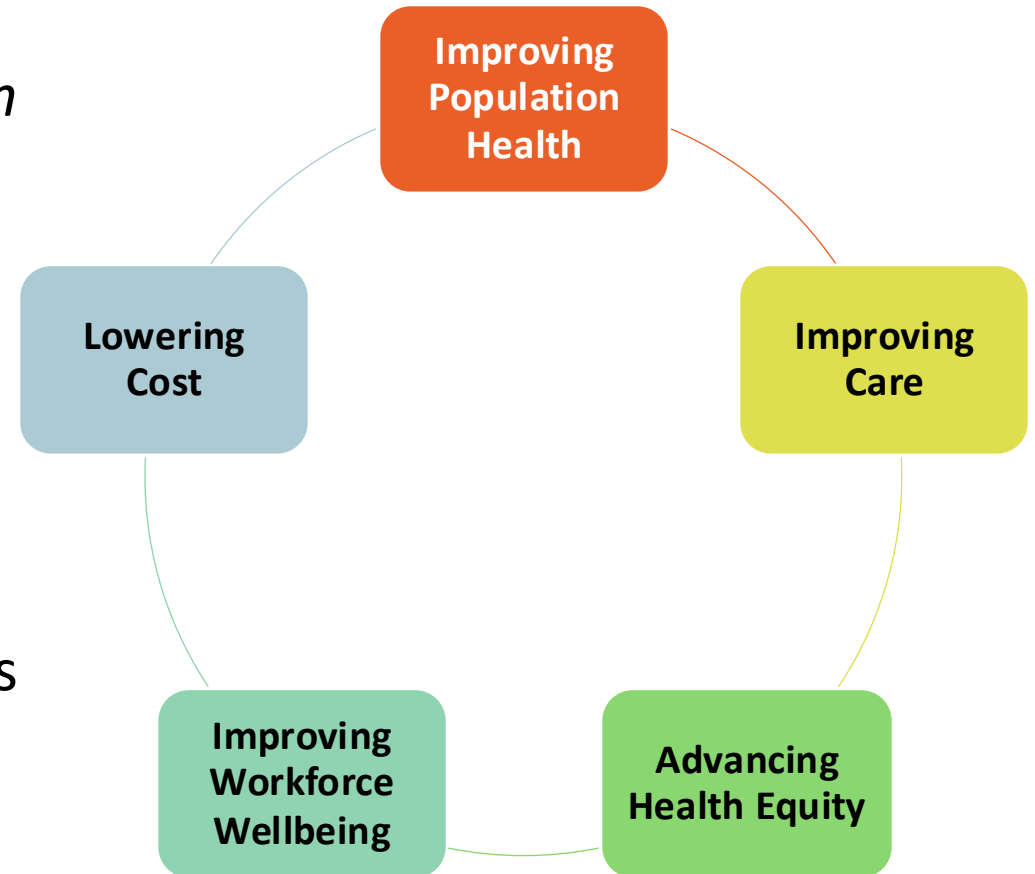 Improving
Population
Health
Lowering
Cost
Improving
Care
Improving
Workforce
Wellbeing
Advancing
Health Equity